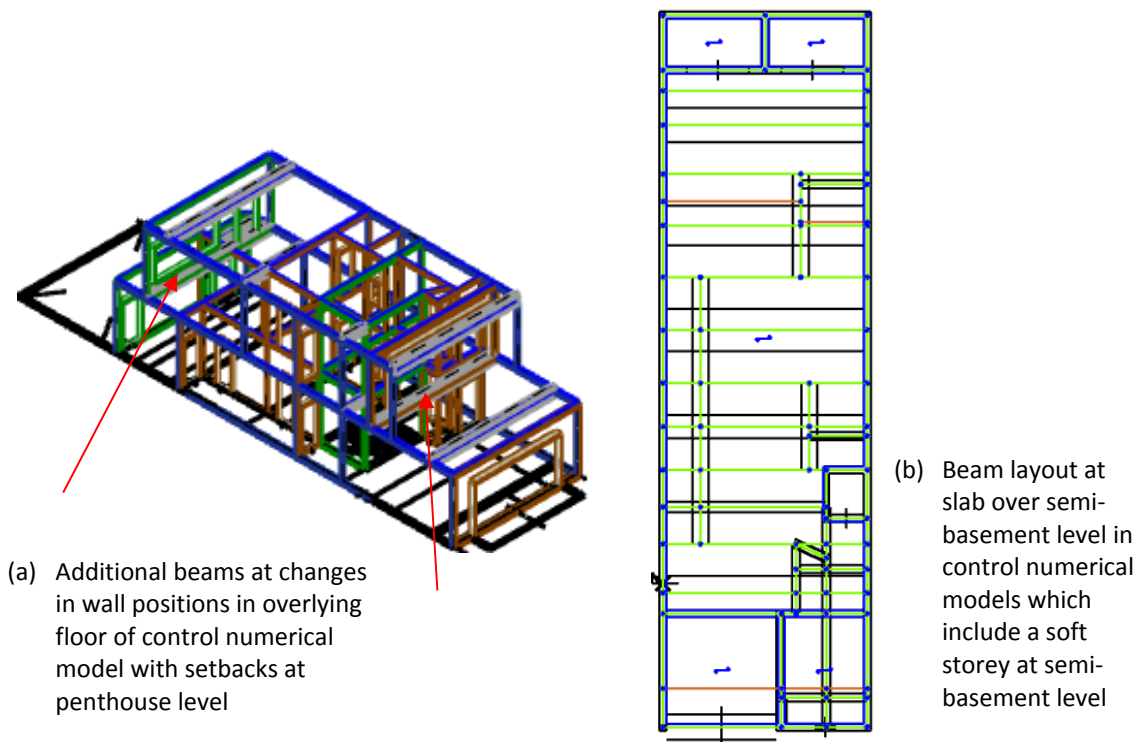 (a) Additional beams at changes
in wall positions in overlying
floor of control numerical
model with setbacks at
penthouse level
(b) Beam layout at
slab over semi-
basement level in
control numerical
models which
include a soft
storey at semi-
basement level